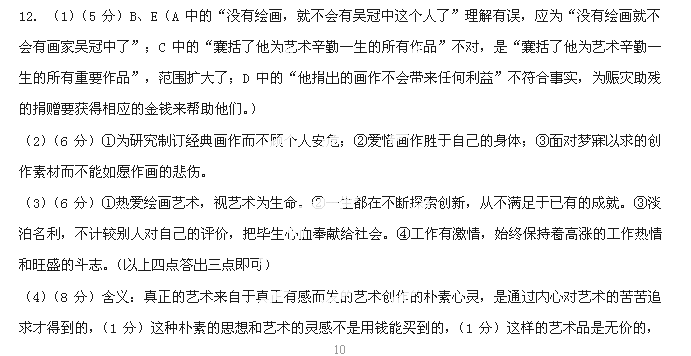 12. （1）（5 分）B、E（A 中的“没有绘画，就不会有吴冠中这个人了”理解有误，应为“没有绘画就不
会有画家吴冠中了”；C 中的“囊括了他为艺术辛勤一生的所有作品”不对，是“囊括了他为艺术辛勤一
生的所有重要作品”，范围扩大了；D 中的“他捐出的画作不会带来任何利益”不符合事实，为赈灾助残
的捐赠要获得相应的金钱来帮助他们。）
（2）（6 分）①为研究制订经典画作而不顾个人安危；②爱惜画作胜于自己的身体；③面对梦寐以求的创
作素材而不能如愿作画的悲伤。
（3）（6 分）①热爱绘画艺术，视艺术为生命。②一生都在不断探索创新，从不满足于已有的成就。③淡
泊名利，不计较别人对自己的评价，把毕生心血奉献给社会。④工作有激情，始终保持着高涨的工作热情
和旺盛的斗志。（以上四点答出三点即可）
（4）（8 分）含义：真正的艺术来自于真正有感而发的艺术创作的朴素心灵，是通过内心对艺术的苦苦追
求才得到的，（1 分）这种朴素的思想和艺术的灵感不是用钱能买到的，（1 分）这样的艺术品是无价的，
10